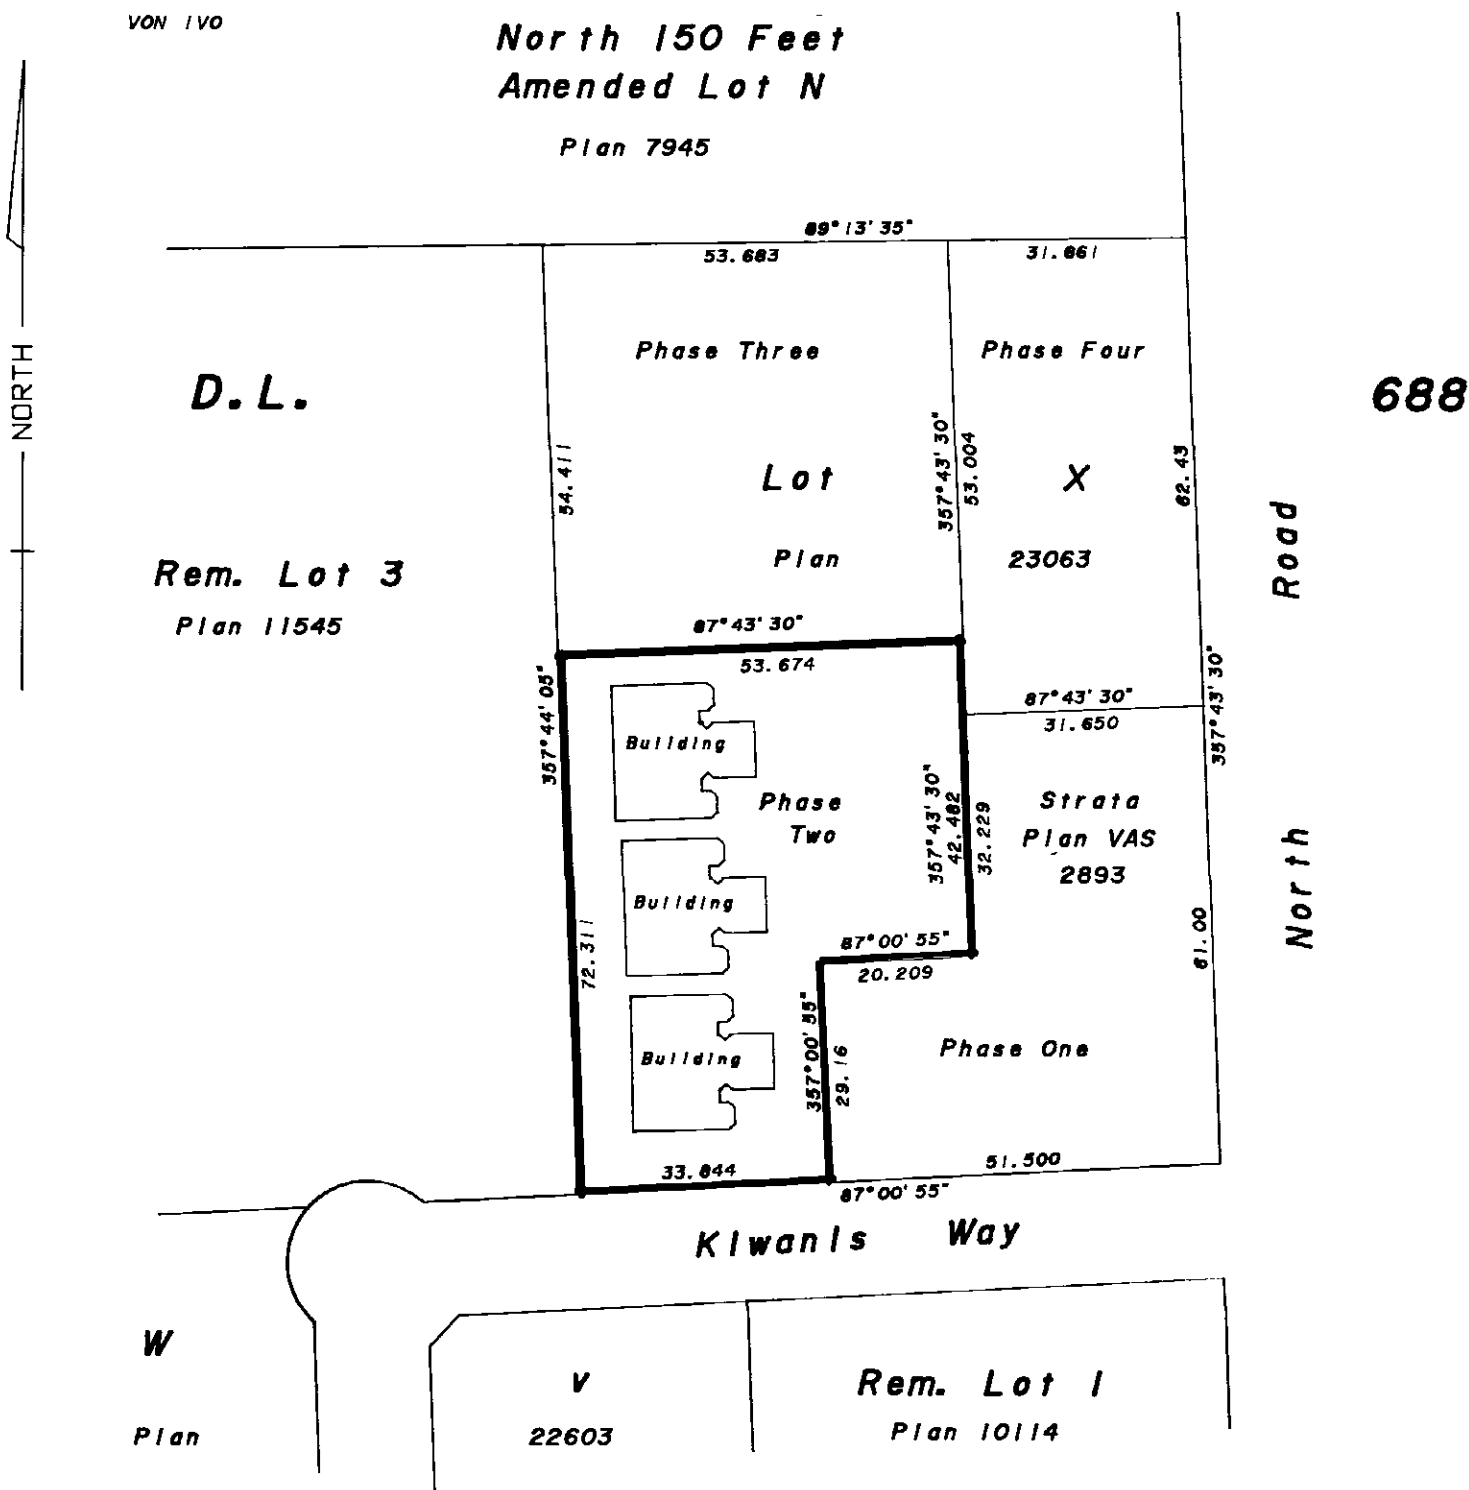 VON 1V0
North 150 Feet
Amended Lot N
Plan 7945
89°13'35"
53.683
31.661
NORTH
Phase Three
Phase Four
D.L.
688
54.411
357°43'30"
53.004
62.43
Lot
X
Plan
23063
Road
Rem. Lot 3
Plan 11545
87°43'30"
53.674
357°44'05"
87°43'30"
31.650
357°43'30"
Building
Phase
Two
357°43'30"
42.482
32.229
Strata
Plan VAS
2893
Building
North
72.311
87°00'55"
20.209
61.00
357°00'55"
29.16
Building
Phase One
33.844
51.500
87°00'55"
Kiwanis Way
W
V
Rem. Lot 1
Plan
22603
Plan 10114